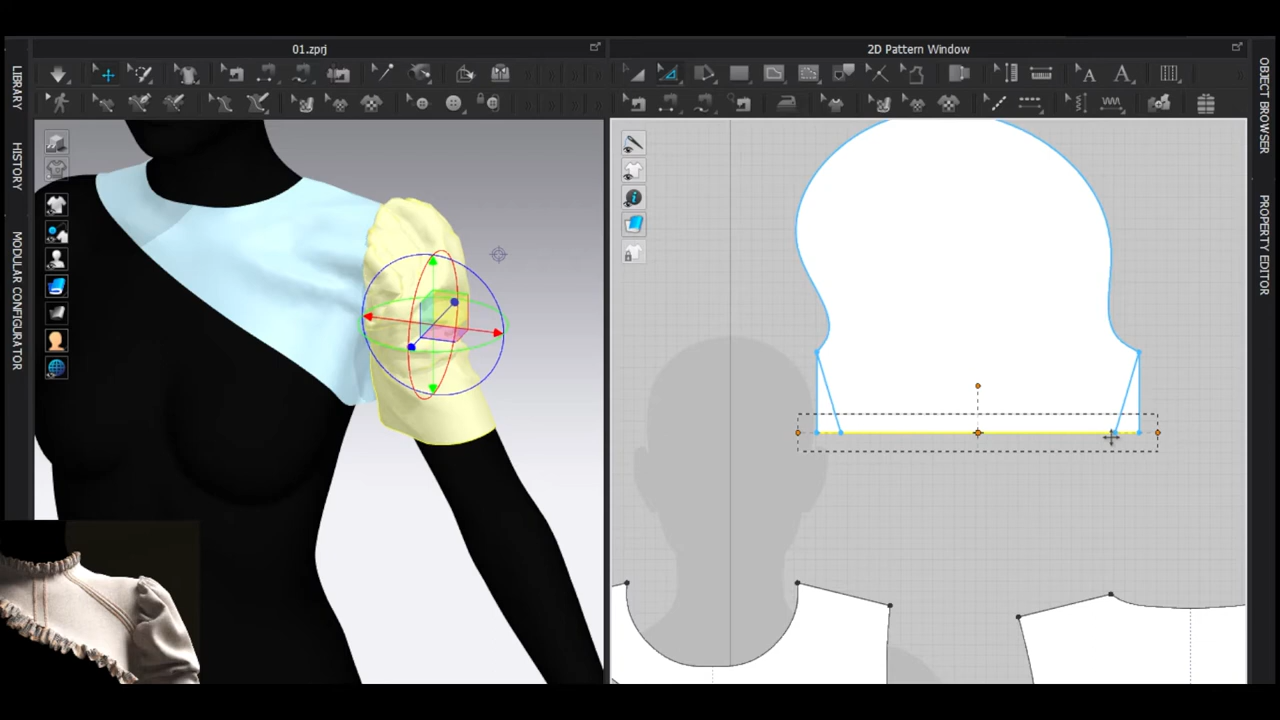 01.zprj
2D Pattern Window
LIBRARY
HISTORY
MODULAR CONFIGURATOR
OBJECT BROWSER
PROPERTY EDITOR
A
A